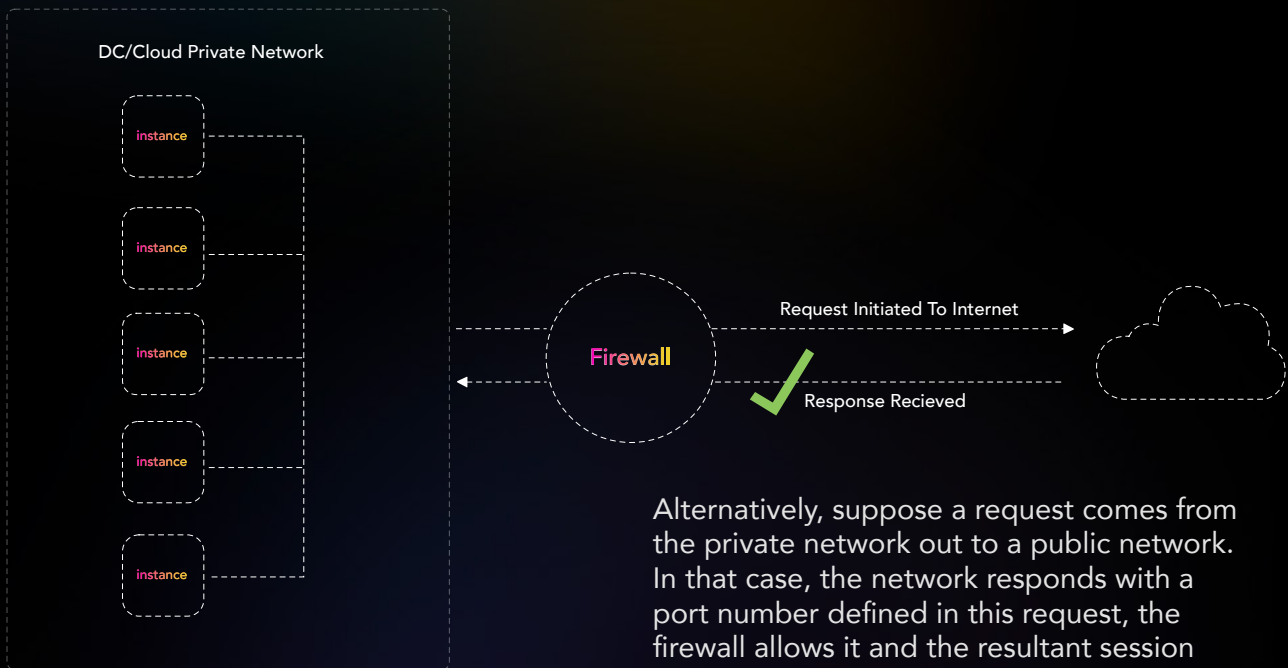 DC/Cloud Private Network
instance
instance
instance
instance
instance
Firewall
Request Initiated To Internet
Response Recieved
Alternatively, suppose a request comes from
the private network out to a public network.
In that case, the network responds with a
port number defined in this request, the
firewall allows it and the resultant session